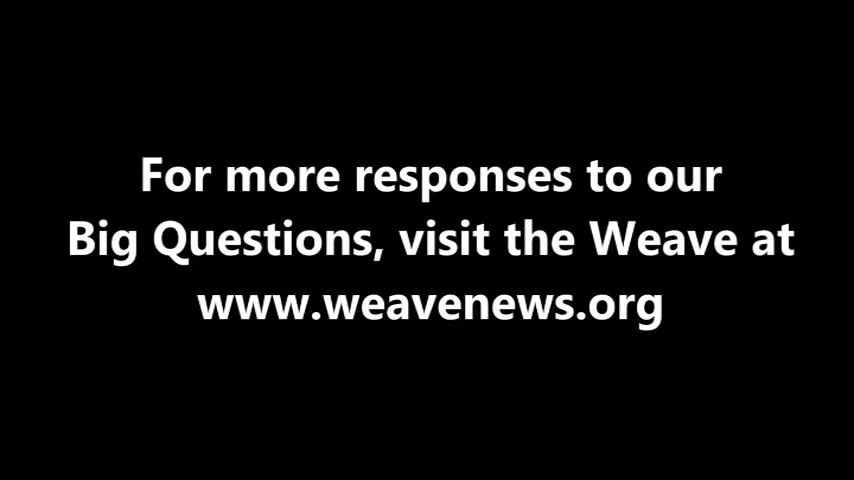 For more responses to our
Big Questions, visit the Weave at
www.weavenews.org